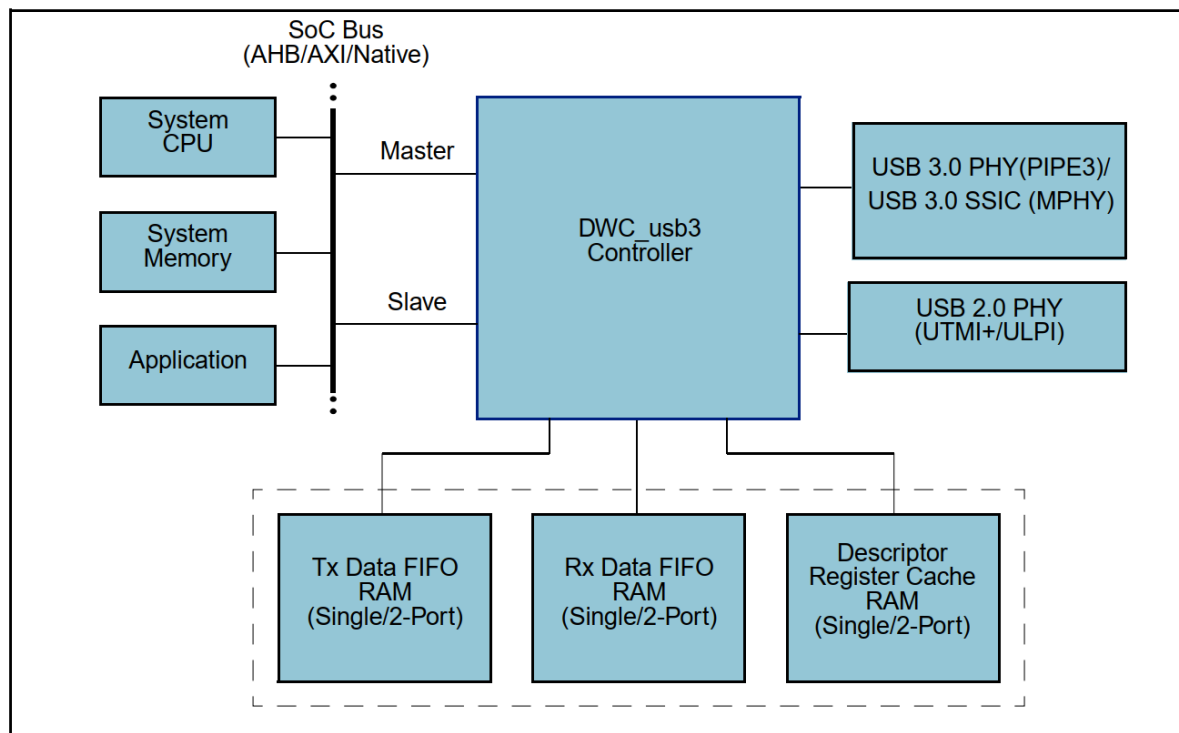 SoC Bus
(AHB/AXI/Native)
System
CPU
System
Memory
Application
Master
Slave
DWC_usb3
Controller
USB 3.0 PHY(PIPE3)/
USB 3.0 SSIC (MPHY)
USB 2.0 PHY
(UTMI+/ULPI)
Tx Data FIFO
RAM
(Single/2-Port)
Rx Data FIFO
RAM
(Single/2-Port)
Descriptor
Register Cache
RAM
(Single/2-Port)